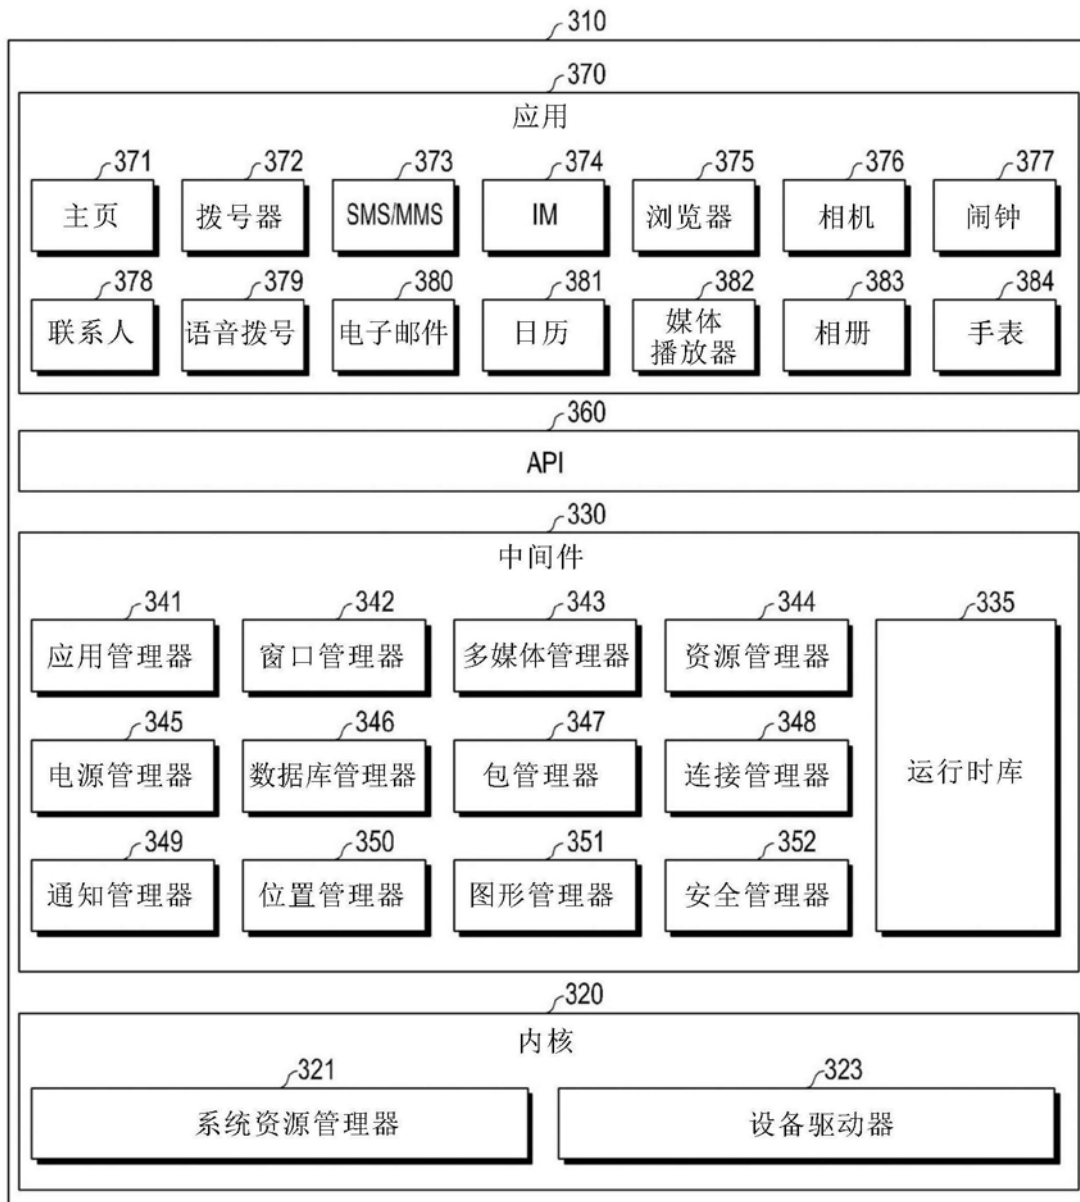 310
370
应用
371 372 373 374 375 376 377
主页 拨号器 SMS/MMS IM 浏览器 相机 闹钟
378 379 380 381 382 383 384
联系人 语音拨号 电子邮件 日历 媒体 相册 手表
播放器
360
API
330
中间件
341 342 343 344 335
应用管理器 窗口管理器 多媒体管理器 资源管理器
345 346 347 348
电源管理器 数据库管理器 包管理器 连接管理器 运行时库
349 350 351 352
通知管理器 位置管理器 图形管理器 安全管理器
320
内核
321 323
系统资源管理器 设备驱动器